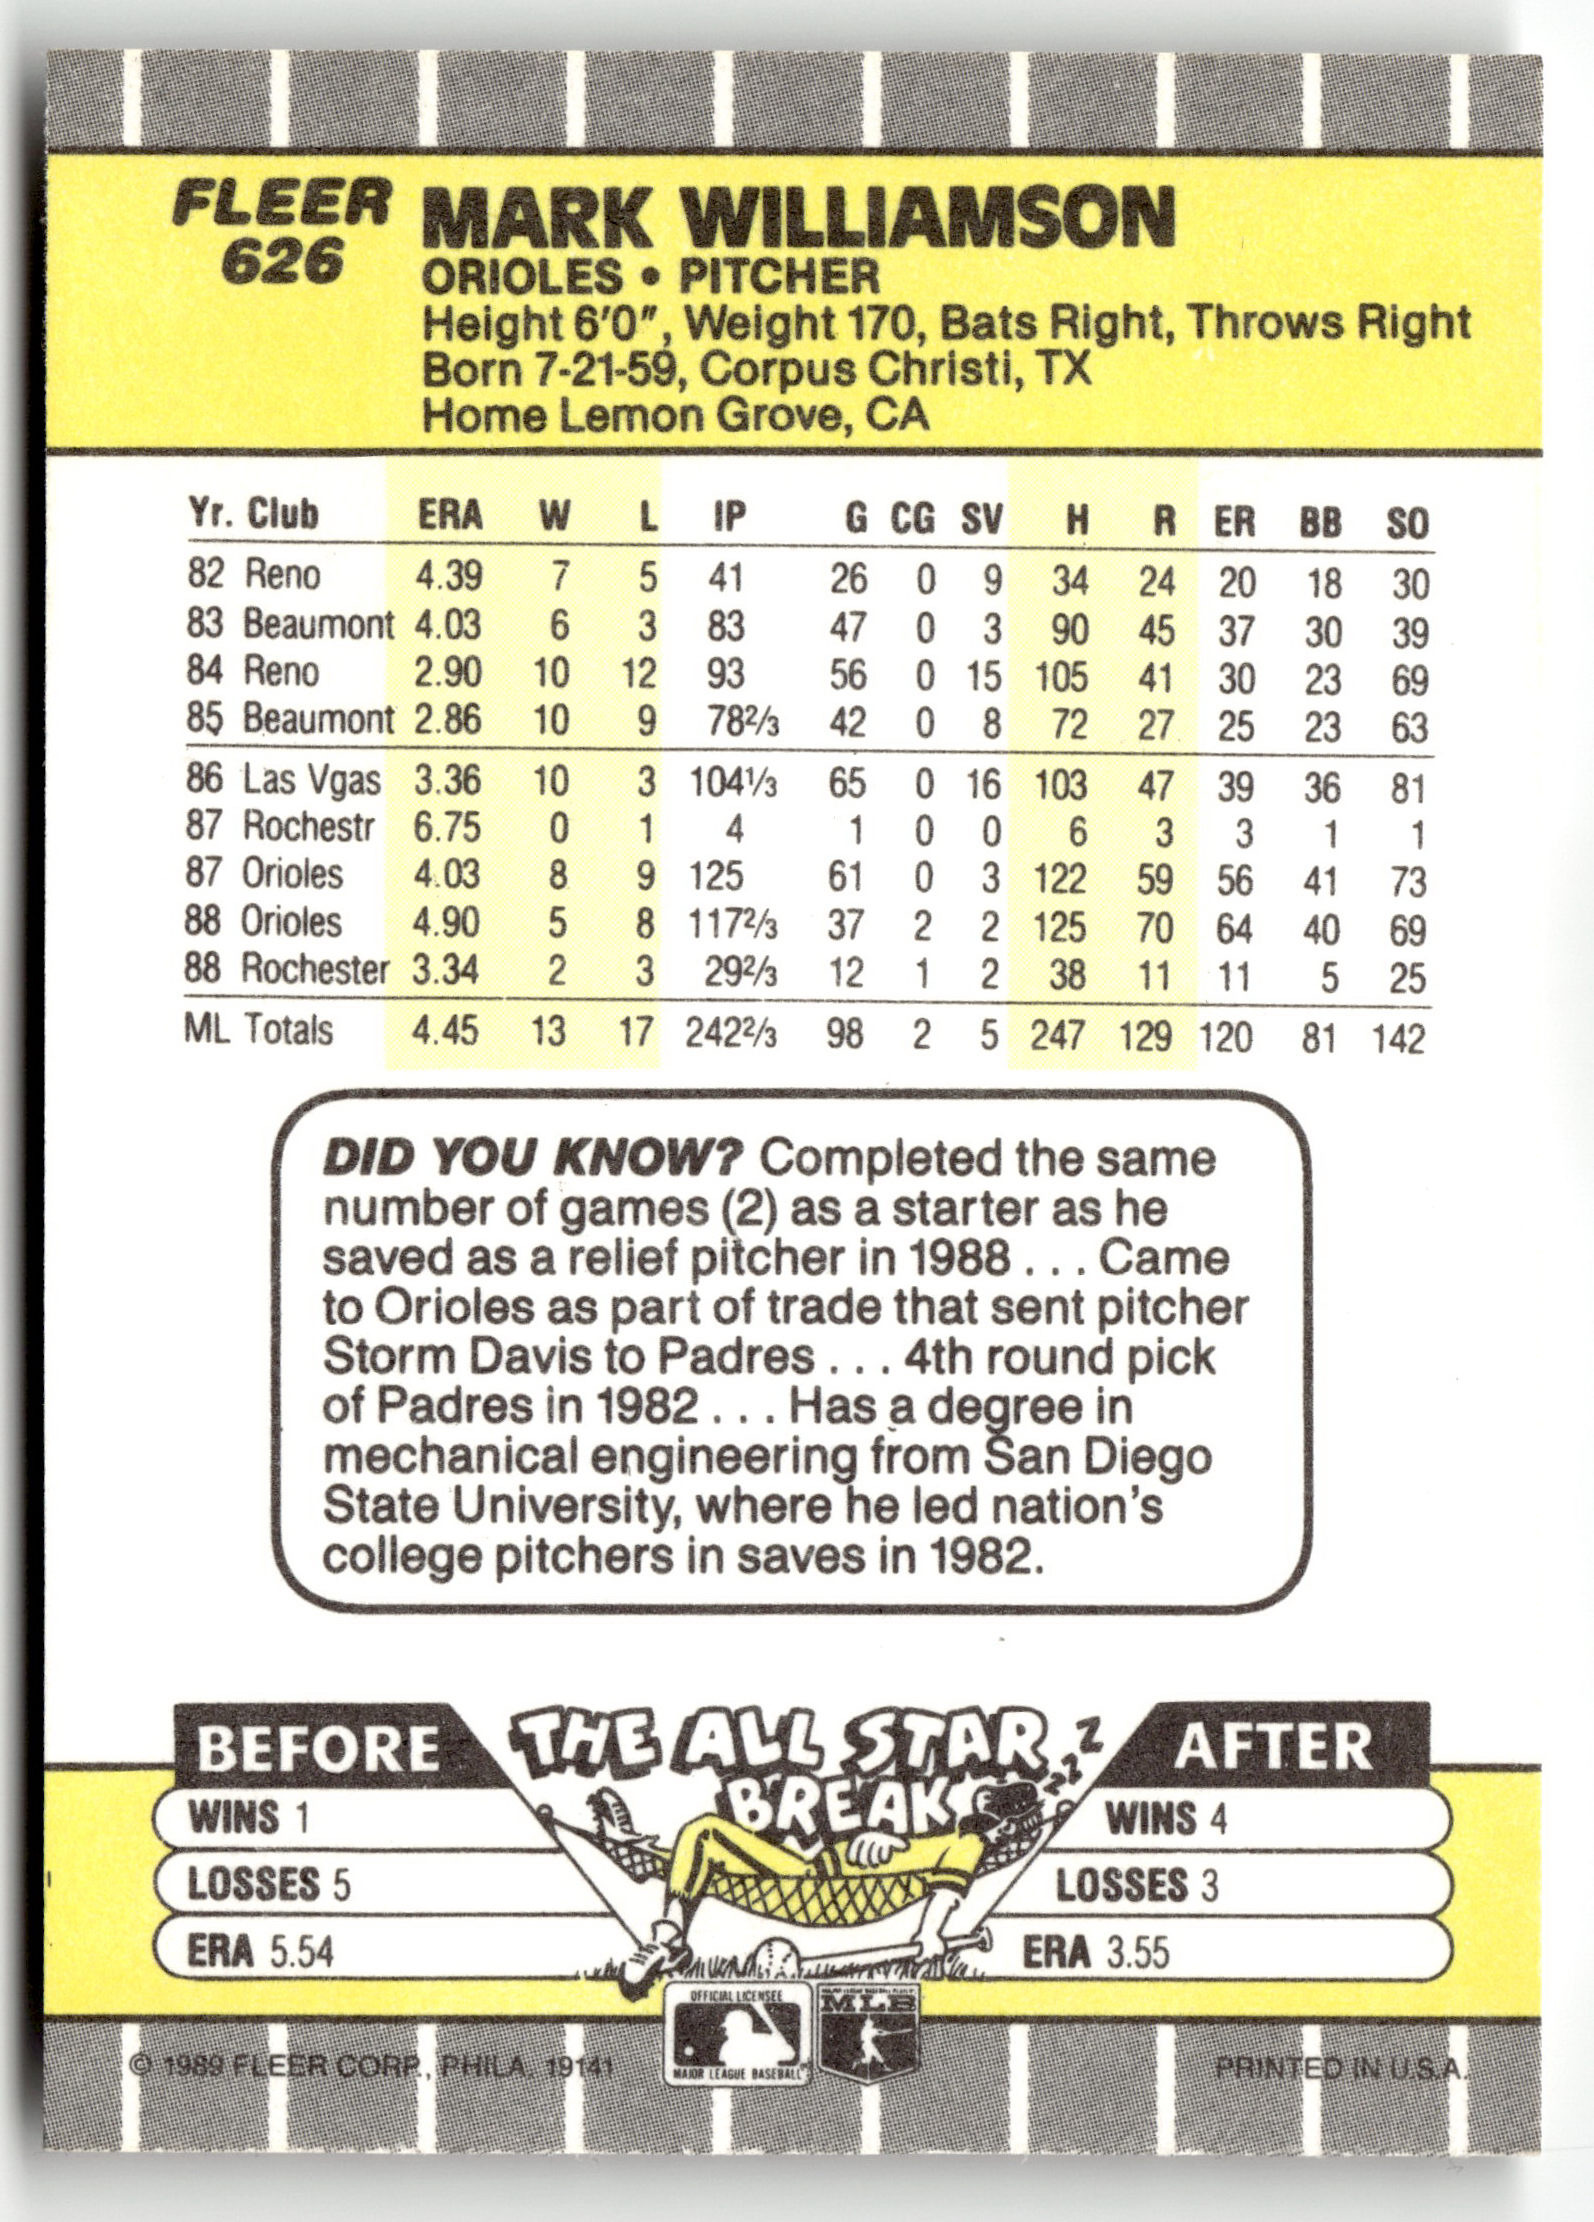 FLEER
626
MARK WILLIAMSON
ORIOLES • PITCHER
Height 6'0", Weight 170, Bats Right, Throws Right
Born 7-21-59, Corpus Christi, TX
Home Lemon Grove, CA
Yr. Club ERA W L IP G CG SV H R ER BB SO
82 Reno 4.39 7 5 41 26 0 9 34 24 20 18 30
83 Beaumont 4.03 6 3 83 47 0 3 90 45 37 30 39
84 Reno 2.90 10 12 93 56 0 15 105 41 30 23 69
85 Beaumont 2.86 10 9 78⅔ 42 0 8 72 27 25 23 63
86 Las Vgas 3.36 10 3 104⅓ 65 0 16 103 47 39 36 81
87 Rochestr 6.75 0 1 4 1 0 0 6 3 3 1 1
87 Orioles 4.03 8 9 125 61 0 3 122 59 56 41 73
88 Orioles 4.90 5 8 117⅔ 37 2 2 125 70 64 40 69
88 Rochester 3.34 2 3 29⅔ 12 1 2 38 11 11 5 25
ML Totals 4.45 13 17 242⅔ 98 2 5 247 129 120 81 142
DID YOU KNOW? Completed the same
number of games (2) as a starter as he
saved as a relief pitcher in 1988 . . . Came
to Orioles as part of trade that sent pitcher
Storm Davis to Padres . . . 4th round pick
of Padres in 1982 . . . Has a degree in
mechanical engineering from San Diego
State University, where he led nation's
college pitchers in saves in 1982.
THE ALL STAR
BREAK
zzzZ
BEFORE
WINS 1
LOSSES 5
ERA 5.54
AFTER
WINS 4
LOSSES 3
ERA 3.55
OFFICIAL LICENSEE
MAJOR LEAGUE BASEBALL
MLB
© 1989 FLEER CORP., PHILA. 19141
PRINTED IN U.S.A.